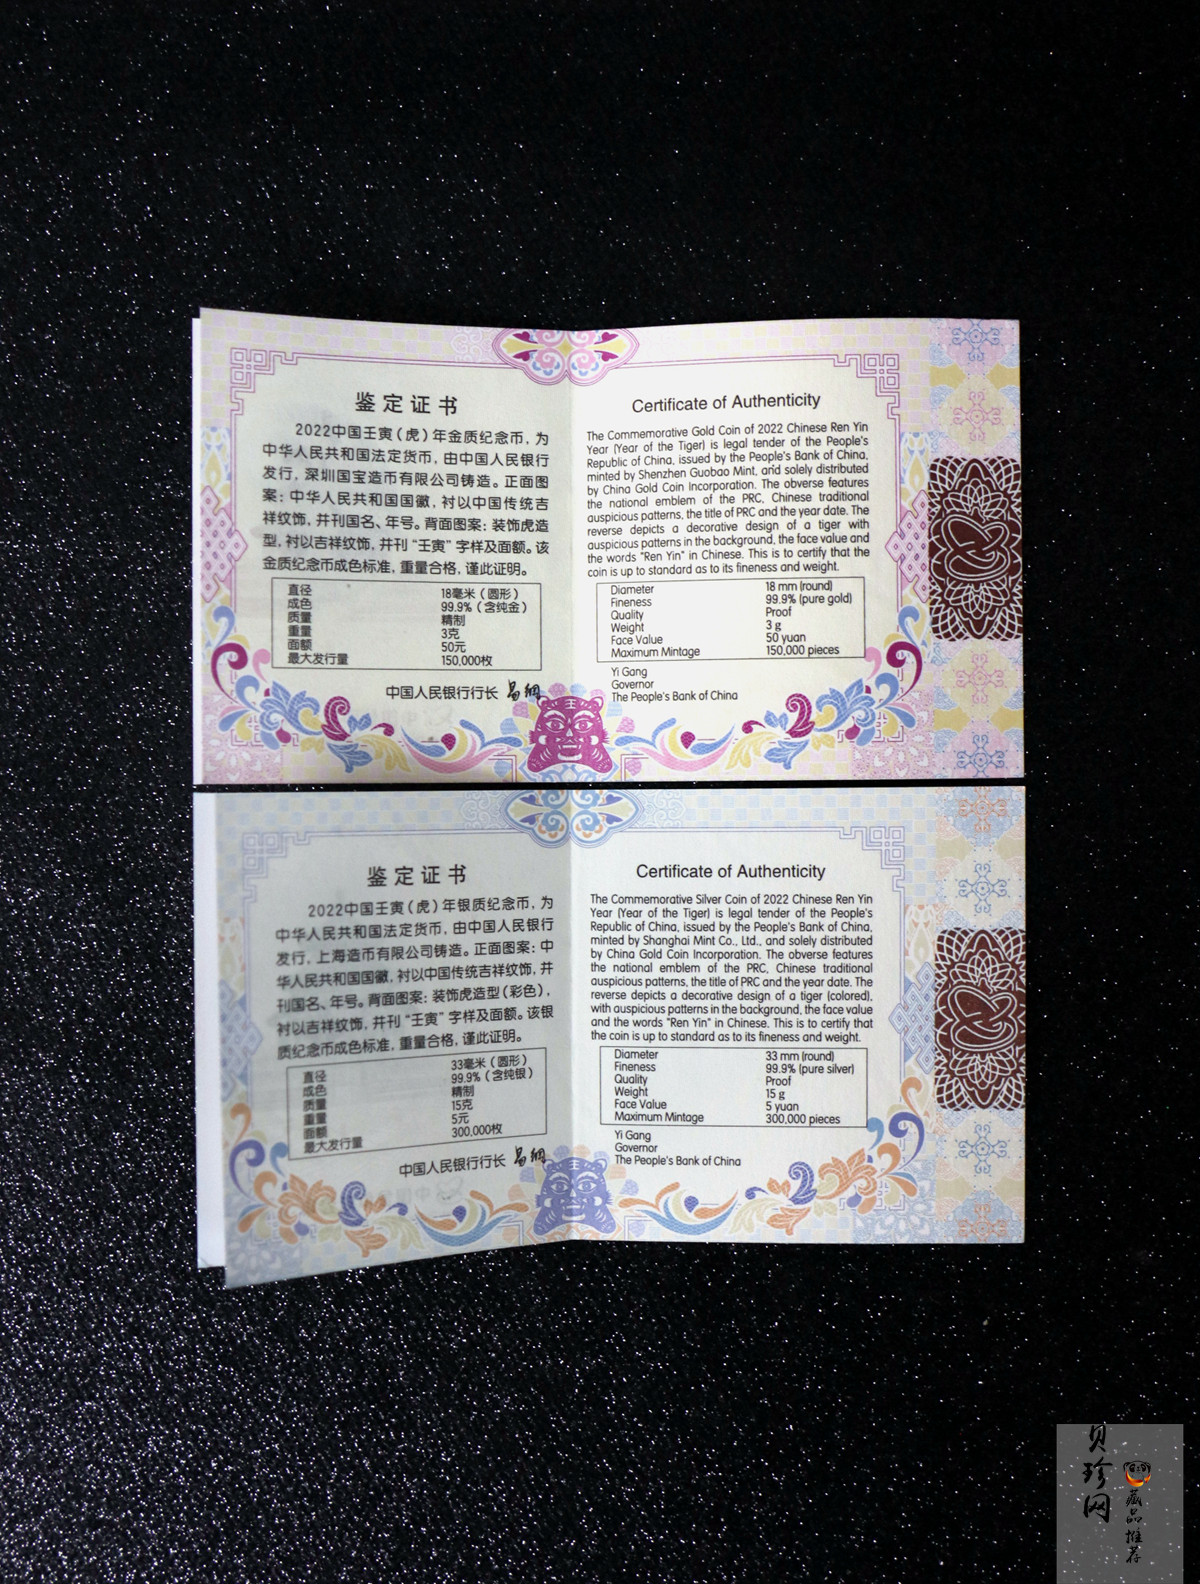 鉴定证书
2022中国壬寅（虎）年金质纪念币，为
中华人民共和国法定货币，由中国人民银行
发行，深圳国宝造币有限公司铸造。正面图
案：中华人民共和国国徽，衬以中国传统吉
祥纹饰，并刊国名、年号。背面图案：装饰虎造
型，衬以吉祥纹饰，并刊“壬寅”字样及面额。该
金质纪念币成色标准，重量合格，谨此证明。
直径 18毫米（圆形）
成色 99.9%（含纯金）
质量 精制
重量 3克
面额 50元
最大发行量 150,000枚
中国人民银行行长 易纲
Certificate of Authenticity
The Commemorative Gold Coin of 2022 Chinese Ren Yin
Year (Year of the Tiger) is legal tender of the People's
Republic of China, issued by the People's Bank of China,
minted by Shenzhen Guobao Mint, and solely distributed
by China Gold Coin Incorporation. The obverse features
the national emblem of the PRC, Chinese traditional
auspicious patterns, the title of PRC and the year date. The
reverse depicts a decorative design of a tiger with
auspicious patterns in the background, the face value and
the words "Ren Yin" in Chinese. This is to certify that the
coin is up to standard as to its fineness and weight.
Diameter 18 mm (round)
Fineness 99.9% (pure gold)
Quality Proof
Weight 3 g
Face Value 50 yuan
Maximum Mintage 150,000 pieces
Yi Gang
Governor
The People's Bank of China
王
鉴定证书
2022中国壬寅（虎）年银质纪念币，为
中华人民共和国法定货币，由中国人民银行
发行，上海造币有限公司铸造。正面图案：中
华人民共和国国徽，衬以中国传统吉祥纹饰，并
刊国名、年号。背面图案：装饰虎造型（彩色），
衬以吉祥纹饰，并刊“壬寅”字样及面额。该银
质纪念币成色标准，重量合格，谨此证明。
直径 33毫米（圆形）
成色 99.9%（含纯银）
质量 精制
重量 15克
面额 5元
最大发行量 300,000枚
中国人民银行行长 易纲
Certificate of Authenticity
The Commemorative Silver Coin of 2022 Chinese Ren Yin
Year (Year of the Tiger) is legal tender of the People's
Republic of China, issued by the People's Bank of China,
minted by Shanghai Mint Co., Ltd., and solely distributed
by China Gold Coin Incorporation. The obverse features
the national emblem of the PRC, Chinese traditional
auspicious patterns, the title of PRC and the year date. The
reverse depicts a decorative design of a tiger (colored),
with auspicious patterns in the background, the face value
and the words "Ren Yin" in Chinese. This is to certify that
the coin is up to standard as to its fineness and weight.
Diameter 33 mm (round)
Fineness 99.9% (pure silver)
Quality Proof
Weight 15 g
Face Value 5 yuan
Maximum Mintage 300,000 pieces
Yi Gang
Governor
The People's Bank of China
王
贝珍网
藏品推荐